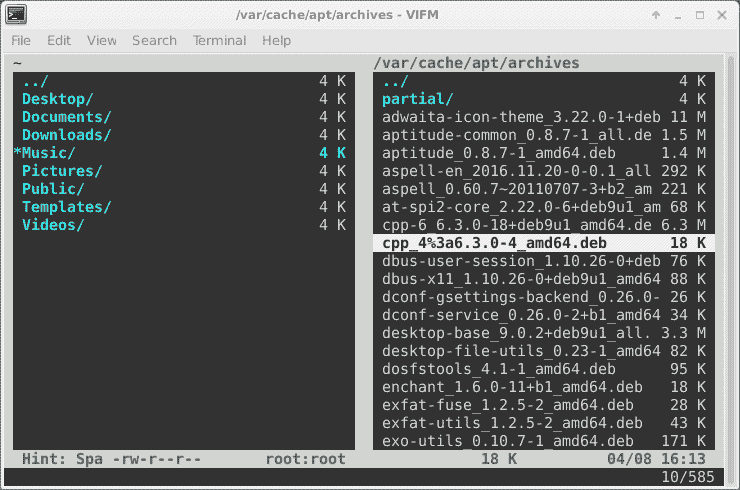 /var/cache/apt/archives - VIFM
File Edit View Search Terminal Help
~
../ 4 K
Desktop/ 4 K
Documents/ 4 K
Downloads/ 4 K
*Music/ 4 K
Pictures/ 4 K
Public/ 4 K
Templates/ 4 K
Videos/ 4 K
/var/cache/apt/archives
../ 4 K
partial/ 4 K
adwaita-icon-theme_3.22.0-1+deb 11 M
aptitude-common_0.8.7-1_all.de 1.5 M
aptitude_0.8.7-1_amd64.deb 1.4 M
aspell-en_2016.11.20-0-0.1_all 292 K
aspell_0.60.7~20110707-3+b2_am 221 K
at-spi2-core_2.22.0-6+deb9u1_am 68 K
cpp-6_6.3.0-18+deb9u1_amd64.de 6.3 M
cpp_4%3a6.3.0-4_amd64.deb 18 K
dbus-user-session_1.10.26-0+deb 76 K
dbus-x11_1.10.26-0+deb9u1_amd64 88 K
dconf-gsettings-backend_0.26.0- 26 K
dconf-service_0.26.0-2+b1_amd64 34 K
desktop-base_9.0.2+deb9u1_all. 3.3 M
desktop-file-utils_0.23-1_amd64 82 K
dosfstools_4.1-1_amd64.deb 95 K
enchant_1.6.0-11+b1_amd64.deb 18 K
exfat-fuse_1.2.5-2_amd64.deb 28 K
exfat-utils_1.2.5-2_amd64.deb 43 K
exo-utils_0.10.7-1_amd64.deb 171 K
Hint: Spa -rw-r--r-- root:root 18 K 04/08 16:13
10/585